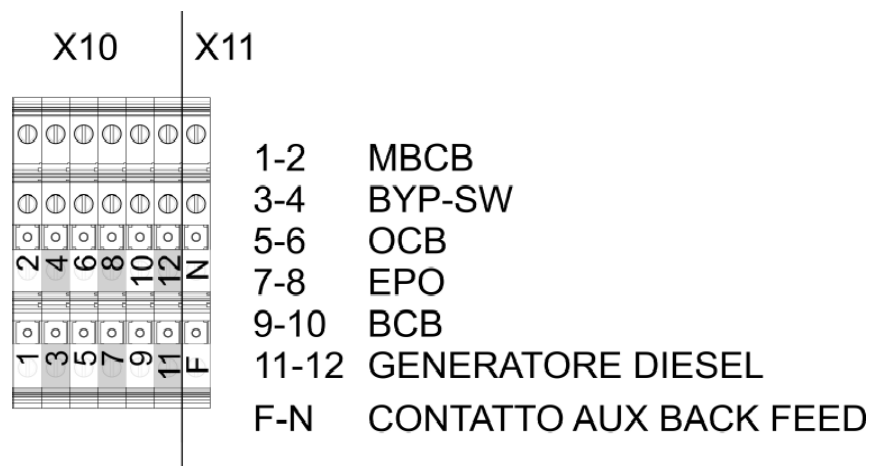 X10 X11
1-2 MBCB
3-4 BYP-SW
5-6 OCB
7-8 EPO
9-10 BCB
11-12 GENERATORE DIESEL
F-N CONTATTO AUX BACK FEED
2 4 6 8 10 12 N
1 3 5 7 9 11 F